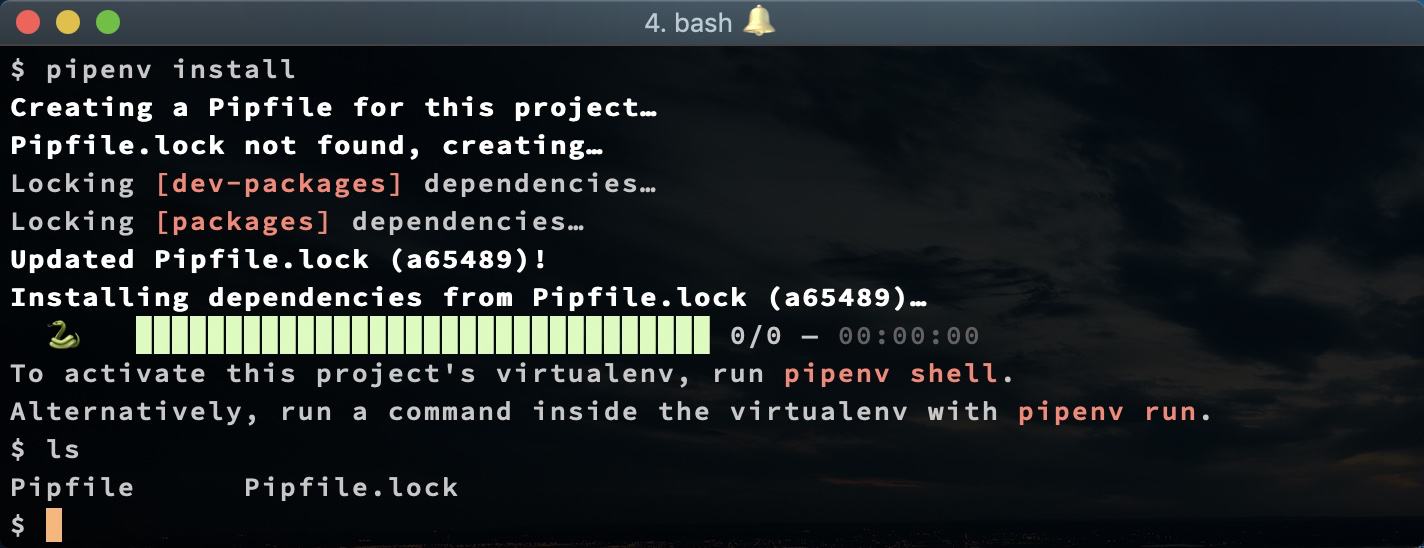 4. bash 🔔
$ pipenv install
Creating a Pipfile for this project…
Pipfile.lock not found, creating…
Locking [dev-packages] dependencies…
Locking [packages] dependencies…
Updated Pipfile.lock (a65489)!
Installing dependencies from Pipfile.lock (a65489)…
🐍 ▉▉▉▉▉▉▉▉▉▉▉▉▉▉▉▉▉▉▉▉▉▉▉▉▉▉▉▉▉▉▉▉ 0/0 — 00:00:00
To activate this project's virtualenv, run pipenv shell.
Alternatively, run a command inside the virtualenv with pipenv run.
$ ls
Pipfile Pipfile.lock
$